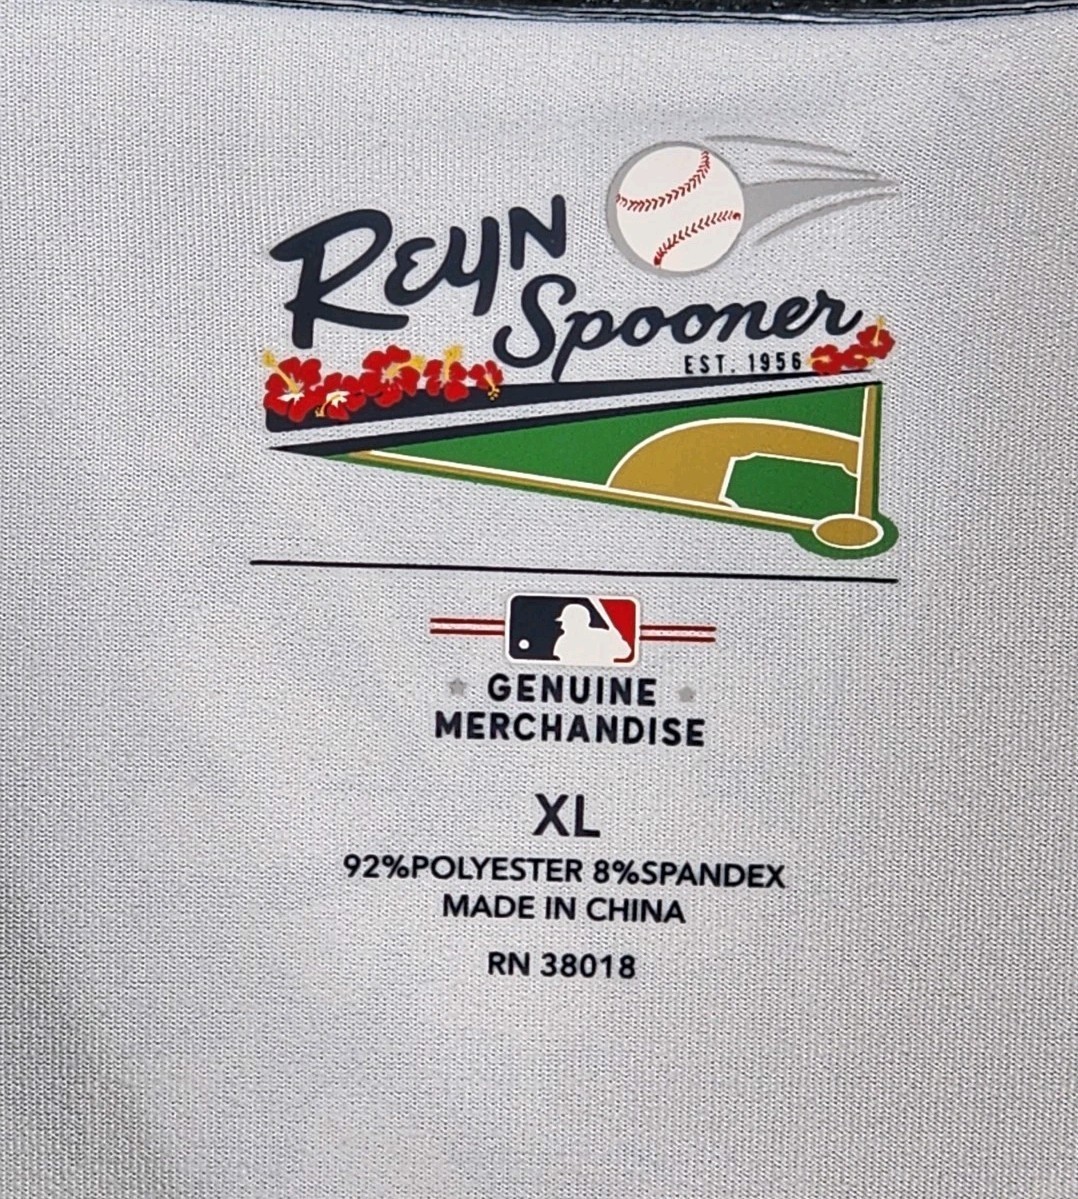 REYN
Spooner
EST. 1956
GENUINE
MERCHANDISE
XL
92%POLYESTER 8%SPANDEX
MADE IN CHINA
RN 38018